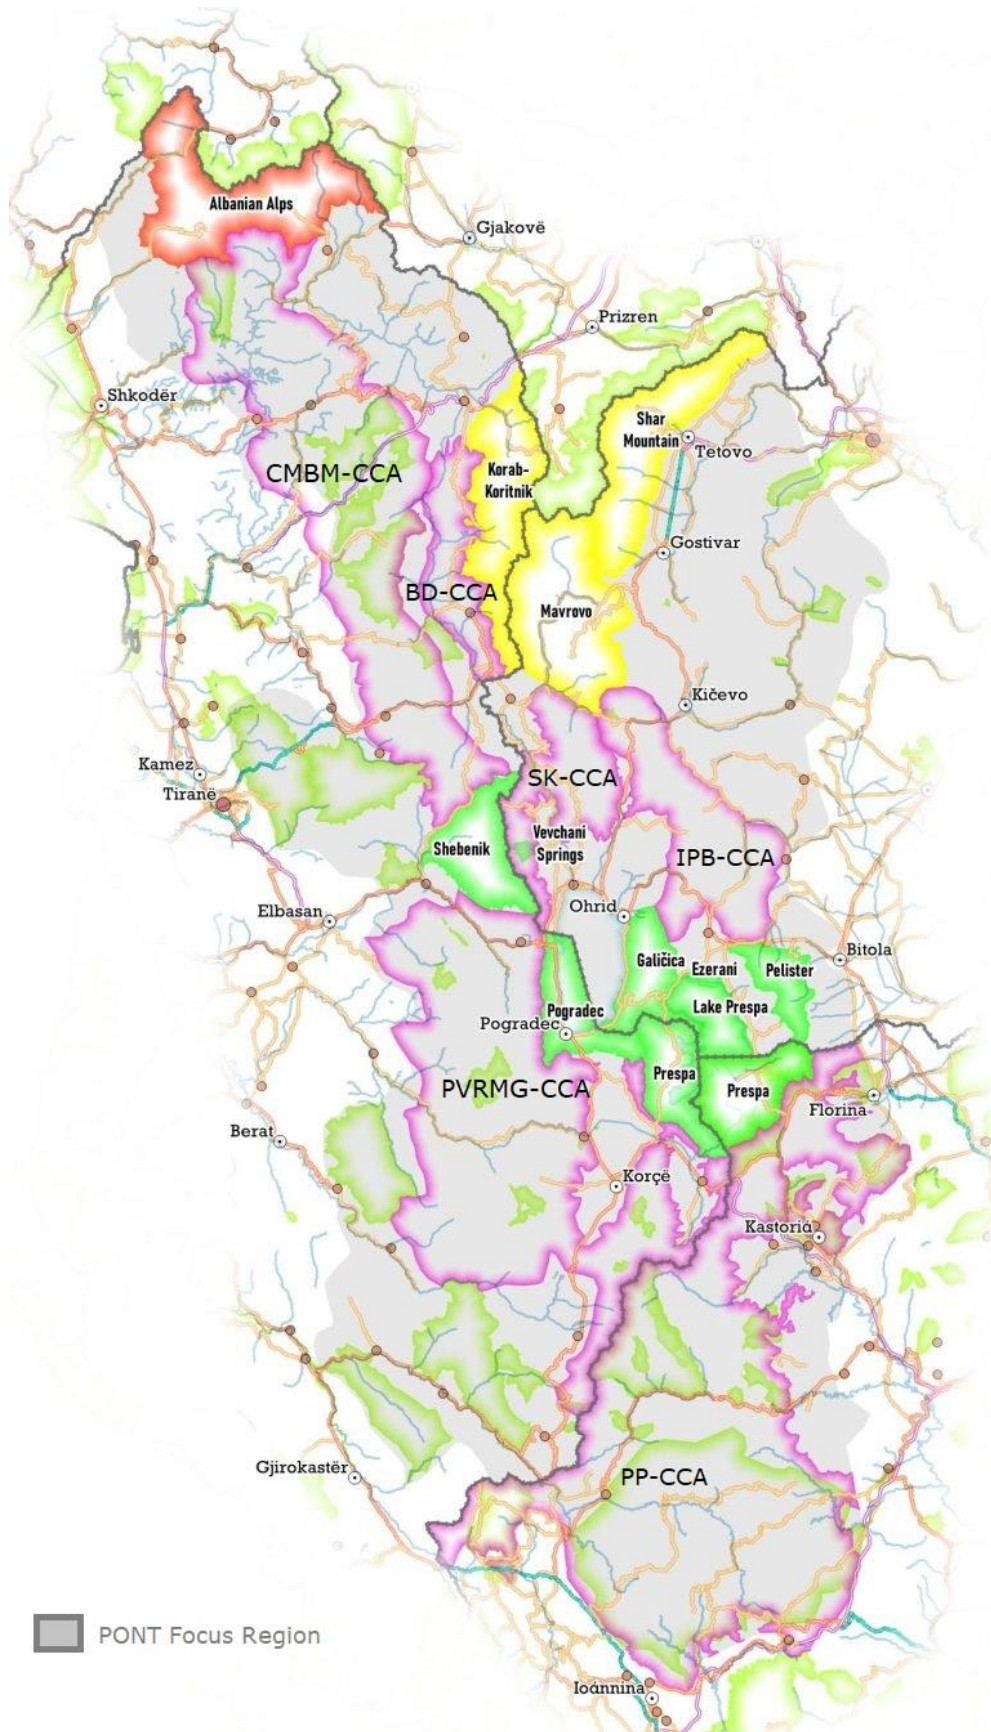 Albanian Alps
Gjakovë
Prizren
Shkodër
Shar
Mountain
Tetovo
CMBM-CCA
Korab-
Koritnik
Gostivar
BD-CCA
Mavrovo
Kičevo
Kamez
Tiranë
SK-CCA
Vevchani
Springs
Shebenik
IPB-CCA
Elbasan
Ohrid
Bitola
Galičica
Ezerani
Pelister
Pogradec
Lake Prespa
Pogradec
Prespa
Prespa
PVRMG-CCA
Florina
Berat
Korçë
Kastoriá
Gjirokastër
PP-CCA
PONT Focus Region
Ioánnina